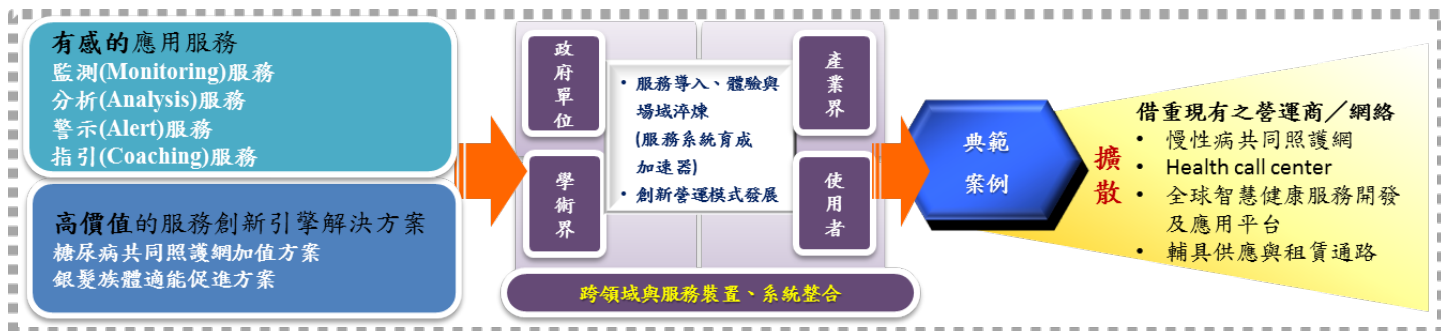 有感的應用服務
監測(Monitoring)服務
分析(Analysis)服務
警示(Alert)服務
指引(Coaching)服務
高價值的服務創新引擎解決方案
糖尿病共同照護網加值方案
銀髮族體適能促進方案
政府單位
學術界
• 服務導入、體驗與
場域淬煉
(服務系統育成
加速器)
• 創新營運模式發展
產業界
使用者
跨領域與服務裝置、系統整合
典範
案例
擴散
借重現有之營運商／網絡
• 慢性病共同照護網
• Health call center
• 全球智慧健康服務開發
及應用平台
• 輔具供應與租賃通路